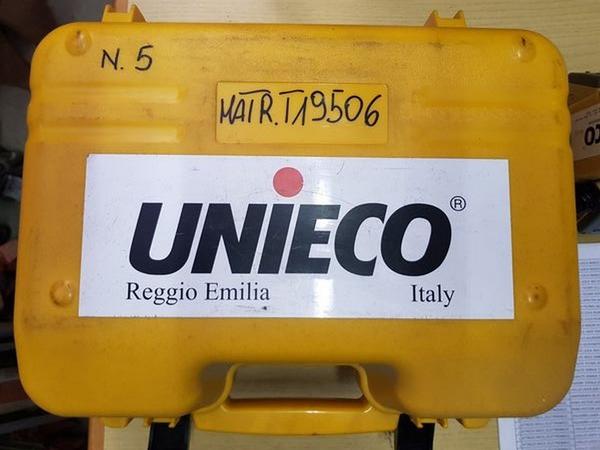 N. 5
MATR. T19506
UNIECO ®
Reggio Emilia Italy